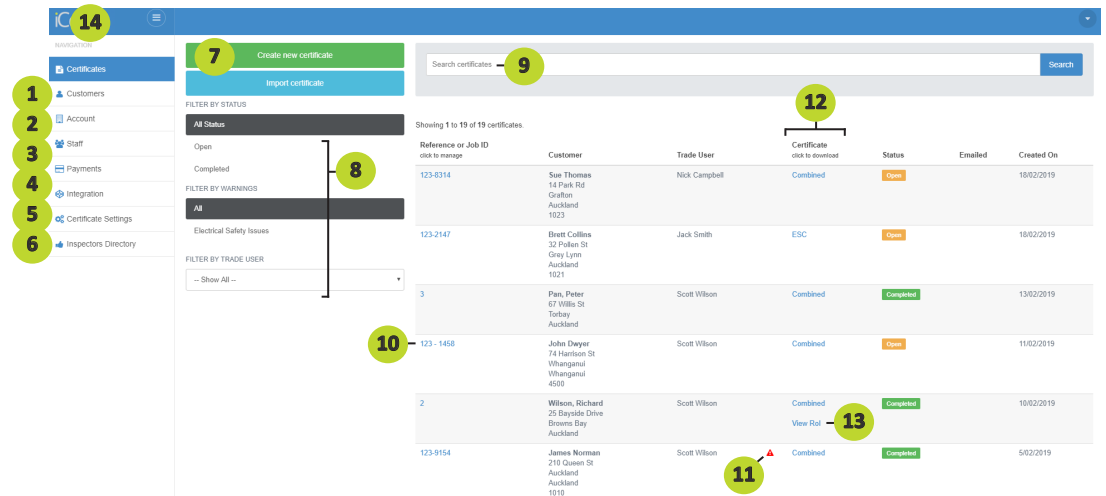 iC
14
NAVIGATION
Certificates
1
Customers
2
Account
3
Staff
4
Payments
5
Integration
Certificate Settings
6
Inspectors Directory
7
Create new certificate
Import certificate
FILTER BY STATUS
All Status
Open
Completed
8
FILTER BY WARNINGS
All
Electrical Safety Issues
FILTER BY TRADE USER
-- Show All --
Search certificates
9
Search
12
Showing 1 to 19 of 19 certificates.
Reference or Job ID
click to manage
Customer
Trade User
Certificate
click to download
Status
Emailed
Created On
123-8314
Sue Thomas
14 Park Rd
Grafton
Auckland
1023
Nick Campbell
Combined
Open
18/02/2019
123-2147
Brett Collins
32 Pollen St
Grey Lynn
Auckland
1021
Jack Smith
ESC
Open
18/02/2019
3
Pan, Peter
67 Willis St
Torbay
Auckland
Scott Wilson
Combined
Completed
13/02/2019
10
123 - 1458
John Dwyer
74 Harrison St
Whanganui
Whanganui
4500
Scott Wilson
Combined
Open
11/02/2019
2
Wilson, Richard
25 Bayside Drive
Browns Bay
Auckland
Scott Wilson
Combined
View RoI
13
Completed
10/02/2019
123-9154
James Norman
210 Queen St
Auckland
Auckland
1010
Scott Wilson
11
Combined
Completed
5/02/2019